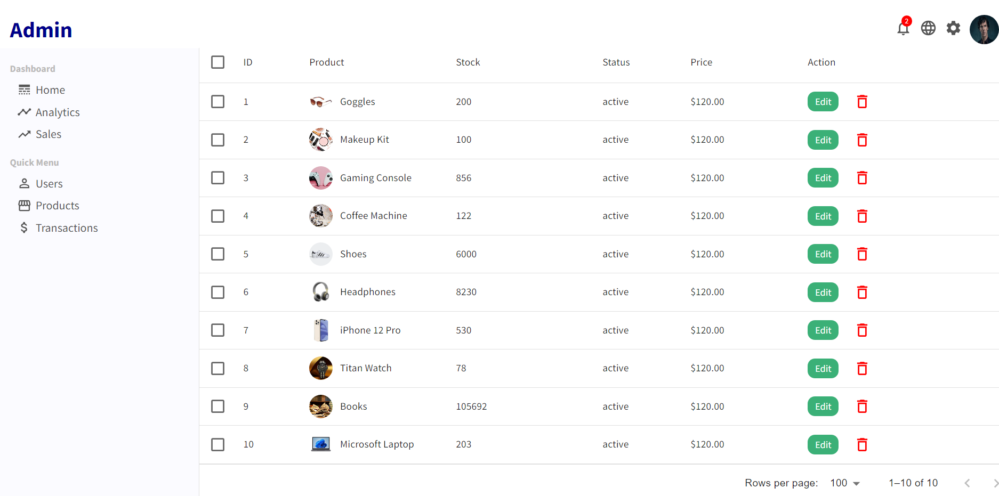 Admin
2
Dashboard
Home
Analytics
Sales
Quick Menu
Users
Products
Transactions
ID Product Stock Status Price Action
1 Goggles 200 active $120.00 Edit
2 Makeup Kit 100 active $120.00 Edit
3 Gaming Console 856 active $120.00 Edit
4 Coffee Machine 122 active $120.00 Edit
5 Shoes 6000 active $120.00 Edit
6 Headphones 8230 active $120.00 Edit
7 iPhone 12 Pro 530 active $120.00 Edit
8 Titan Watch 78 active $120.00 Edit
9 Books 105692 active $120.00 Edit
10 Microsoft Laptop 203 active $120.00 Edit
Rows per page: 100 1–10 of 10